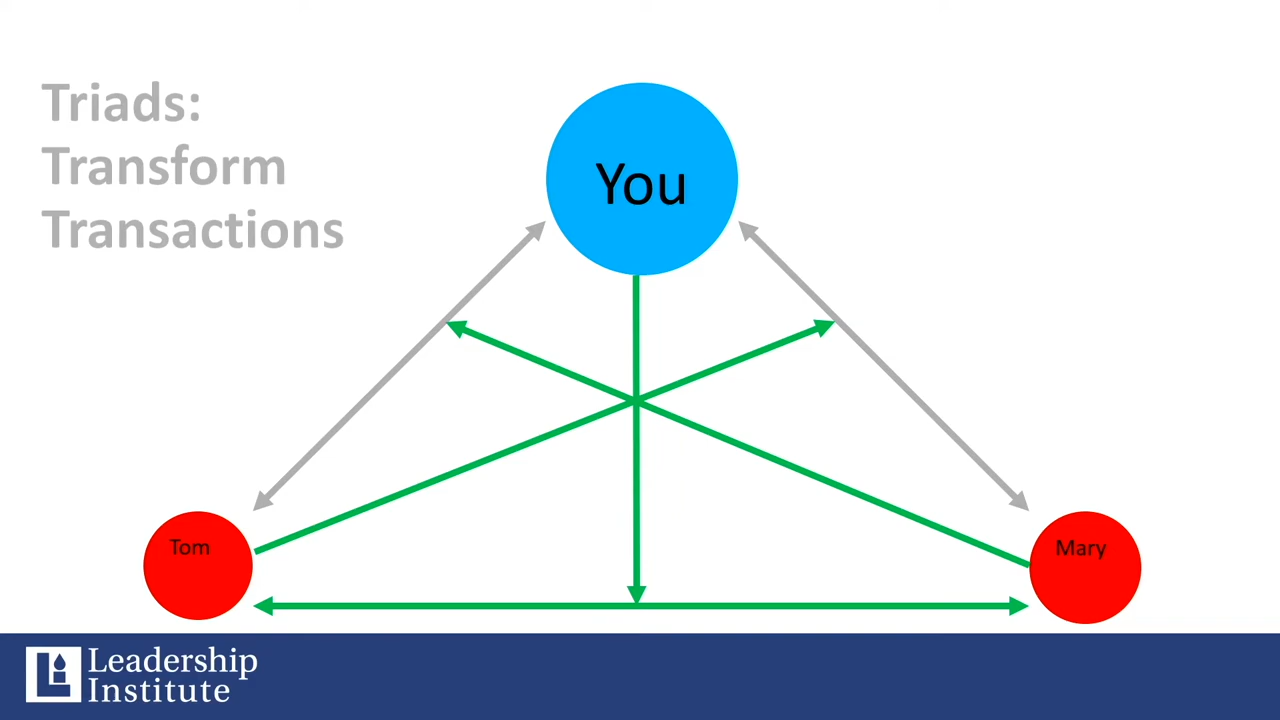 Triads:
Transform
Transactions
You
Tom
Mary
Leadership
Institute